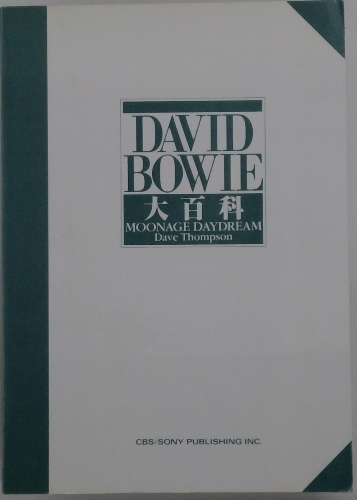 DAVID
BOWIE
大百科
MOONAGE DAYDREAM
Dave Thompson
CBS/SONY PUBLISHING INC.